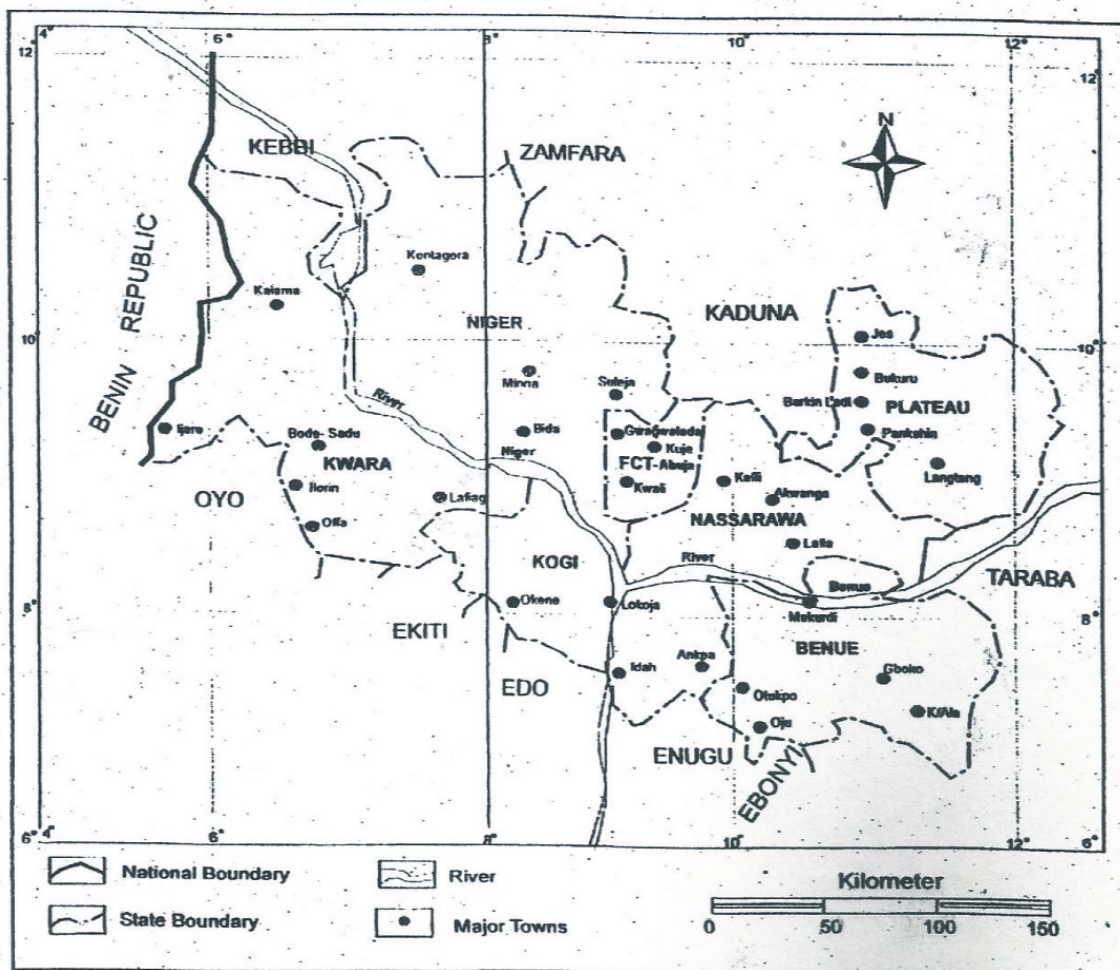 4°
6°
8°
10°
12°
12°
12°
N
KEBBI
ZAMFARA
BENIN REPUBLIC
Kontagora
Kaiama
NIGER
KADUNA
10°
10°
Jos
Minna
Suleja
Bukuru
River
Barkin Ladi
PLATEAU
Ijara
Bode-Sadu
Bida
Gwagwalada
Pankshin
KWARA
Niger
Kuje
FCT-Abuja
Langtang
OYO
Ilorin
Lafiag
Kwali
Keffi
Akwanga
NASSARAWA
Offa
Lafia
KOGI
River
Benue
TARABA
Okene
Lokoja
Makurdi
8°
8°
EKITI
BENUE
Idah
Ankpa
Gboko
EDO
Otukpo
K/Ala
Oju
ENUGU
EBONYI
6°
4°
6°
8°
10°
12°
6°
National Boundary
River
Kilometer
State Boundary
Major Towns
0 50 100 150